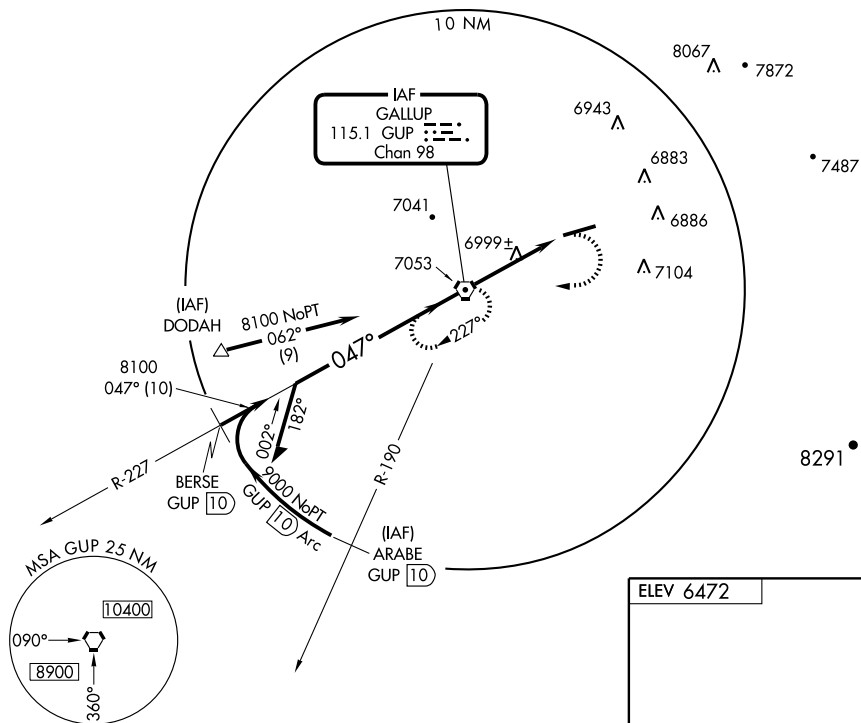 10 NM
8067
7872
IAF
GALLUP
115.1 GUP
Chan 98
6943
7487
6883
7041
6886
6999±
7053
7104
(IAF)
DODAH
8100 NoPT
062°
(9)
047°
227°
8100
047° (10)
002°
182°
R-190
8291
R-227
BERSE
GUP 10
9000 NoPT
GUP 10 Arc
(IAF)
ARABE
GUP 10
MSA GUP 25 NM
10400
090°
8900
360°
ELEV 6472